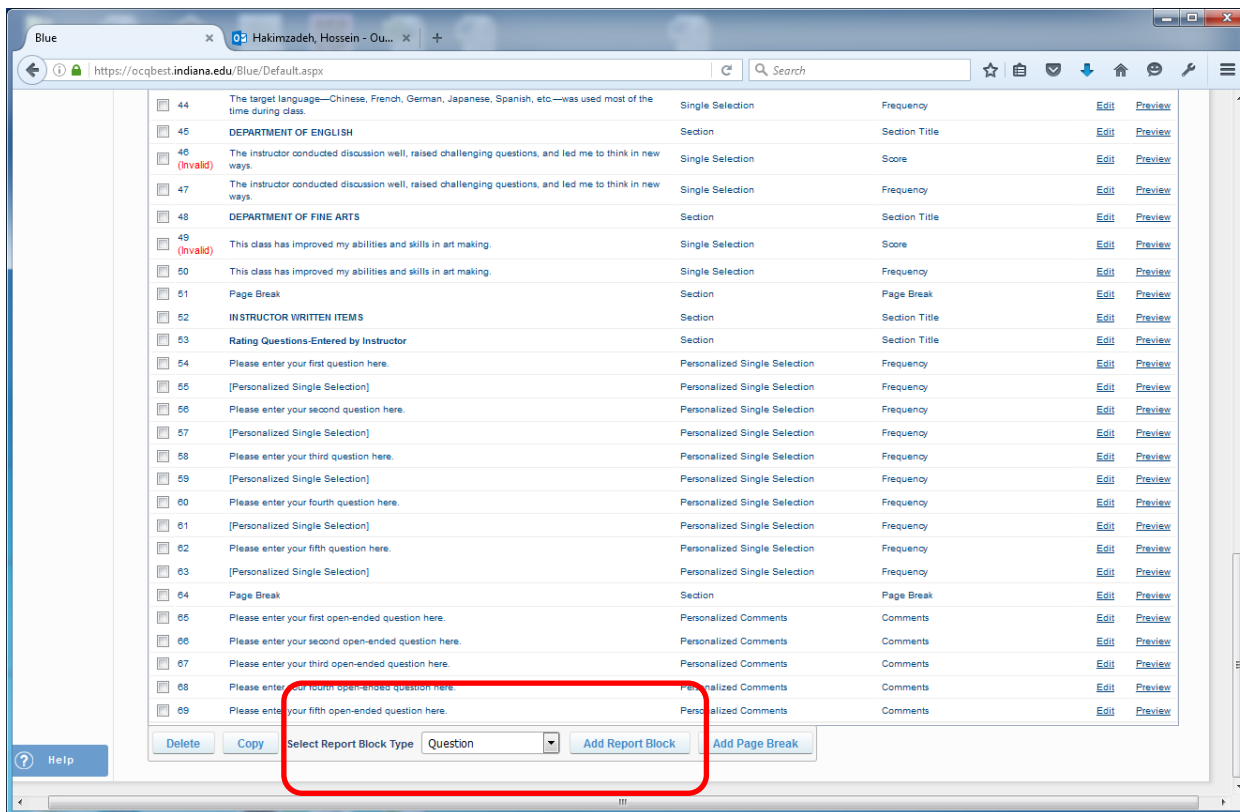 Blue
Hakimzadeh, Hossein - Ou...
https://ocqbest.indiana.edu/Blue/Default.aspx
Search
44 The target language—Chinese, French, German, Japanese, Spanish, etc.—was used most of the time during class. Single Selection Frequency Edit Preview
45 DEPARTMENT OF ENGLISH Section Section Title Edit Preview
46 (Invalid) The instructor conducted discussion well, raised challenging questions, and led me to think in new ways. Single Selection Score Edit Preview
47 The instructor conducted discussion well, raised challenging questions, and led me to think in new ways. Single Selection Frequency Edit Preview
48 DEPARTMENT OF FINE ARTS Section Section Title Edit Preview
49 (Invalid) This class has improved my abilities and skills in art making. Single Selection Score Edit Preview
50 This class has improved my abilities and skills in art making. Single Selection Frequency Edit Preview
51 Page Break Section Page Break Edit Preview
52 INSTRUCTOR WRITTEN ITEMS Section Section Title Edit Preview
53 Rating Questions-Entered by Instructor Section Section Title Edit Preview
54 Please enter your first question here. Personalized Single Selection Frequency Edit Preview
55 [Personalized Single Selection] Personalized Single Selection Frequency Edit Preview
56 Please enter your second question here. Personalized Single Selection Frequency Edit Preview
57 [Personalized Single Selection] Personalized Single Selection Frequency Edit Preview
58 Please enter your third question here. Personalized Single Selection Frequency Edit Preview
59 [Personalized Single Selection] Personalized Single Selection Frequency Edit Preview
60 Please enter your fourth question here. Personalized Single Selection Frequency Edit Preview
61 [Personalized Single Selection] Personalized Single Selection Frequency Edit Preview
62 Please enter your fifth question here. Personalized Single Selection Frequency Edit Preview
63 [Personalized Single Selection] Personalized Single Selection Frequency Edit Preview
64 Page Break Section Page Break Edit Preview
65 Please enter your first open-ended question here. Personalized Comments Comments Edit Preview
66 Please enter your second open-ended question here. Personalized Comments Comments Edit Preview
67 Please enter your third open-ended question here. Personalized Comments Comments Edit Preview
68 Please enter your fourth open-ended question here. Personalized Comments Comments Edit Preview
69 Please enter your fifth open-ended question here. Personalized Comments Comments Edit Preview
Delete Copy Select Report Block Type Question Add Report Block Add Page Break
? Help